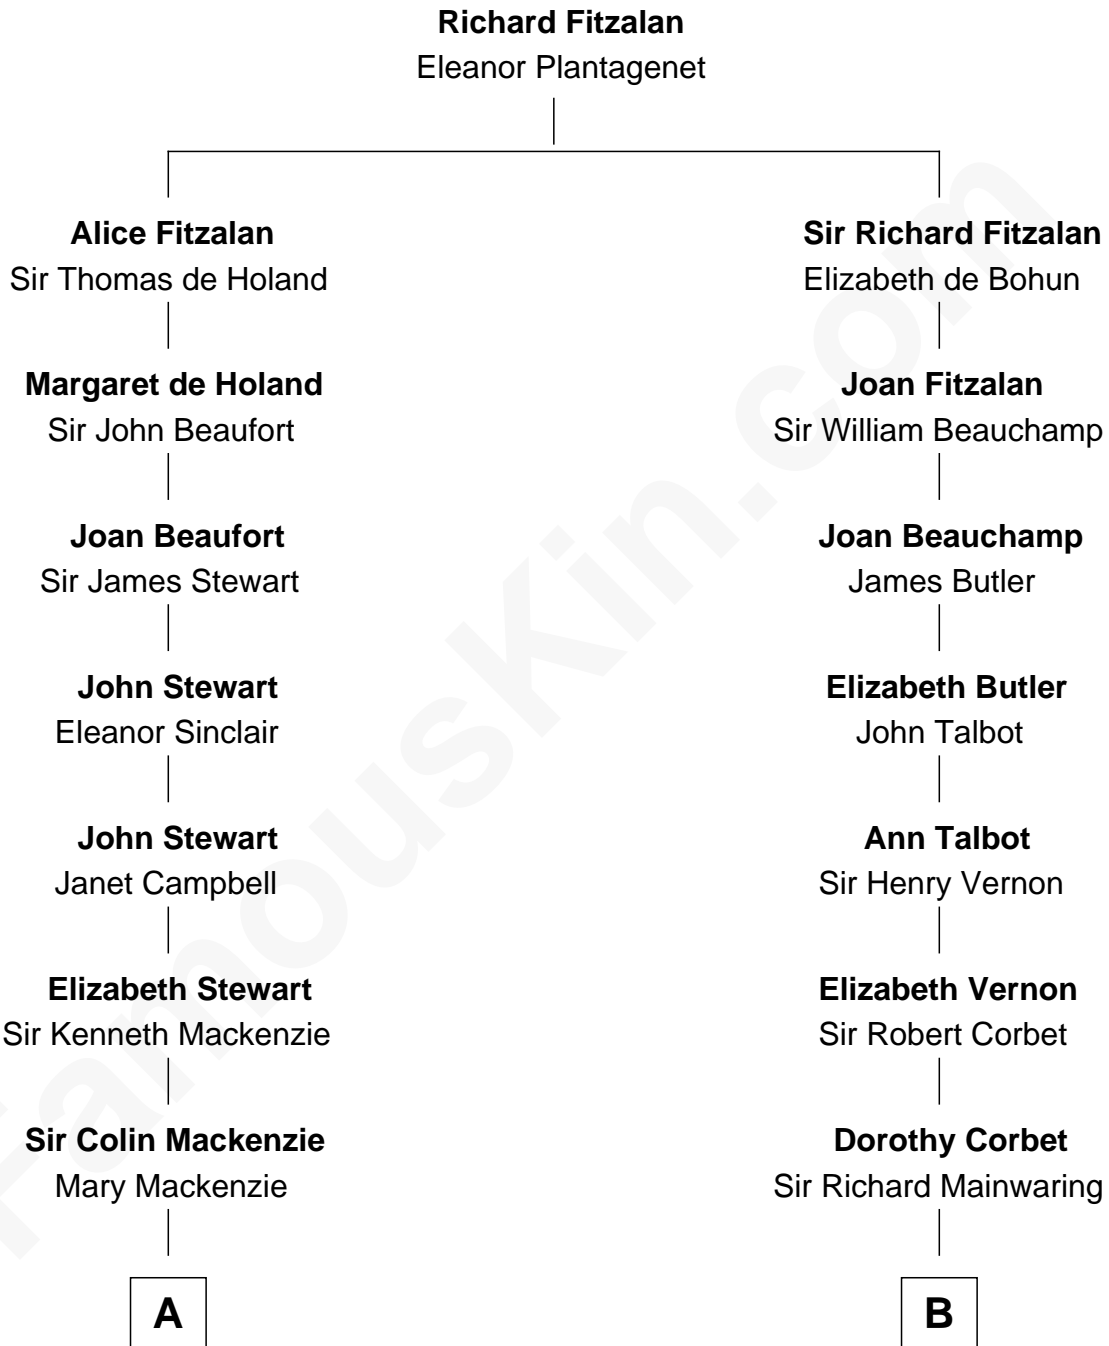 Richard Fitzalan
Eleanor Plantagenet
Alice Fitzalan
Sir Thomas de Holand
Sir Richard Fitzalan
Elizabeth de Bohun
Margaret de Holand
Sir John Beaufort
Joan Fitzalan
Sir William Beauchamp
Joan Beaufort
Sir James Stewart
Joan Beauchamp
James Butler
John Stewart
Eleanor Sinclair
Elizabeth Butler
John Talbot
John Stewart
Janet Campbell
Ann Talbot
Sir Henry Vernon
Elizabeth Stewart
Sir Kenneth Mackenzie
Elizabeth Vernon
Sir Robert Corbet
Sir Colin Mackenzie
Mary Mackenzie
Dorothy Corbet
Sir Richard Mainwaring
A
B
FamousKin.com